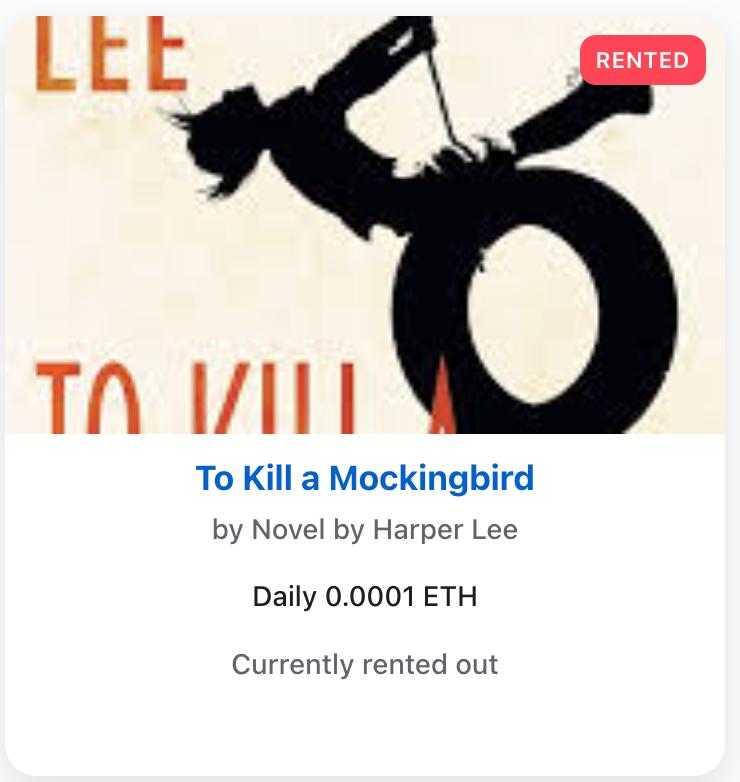 LEE
RENTED
TO KILL A
To Kill a Mockingbird
by Novel by Harper Lee
Daily 0.0001 ETH
Currently rented out